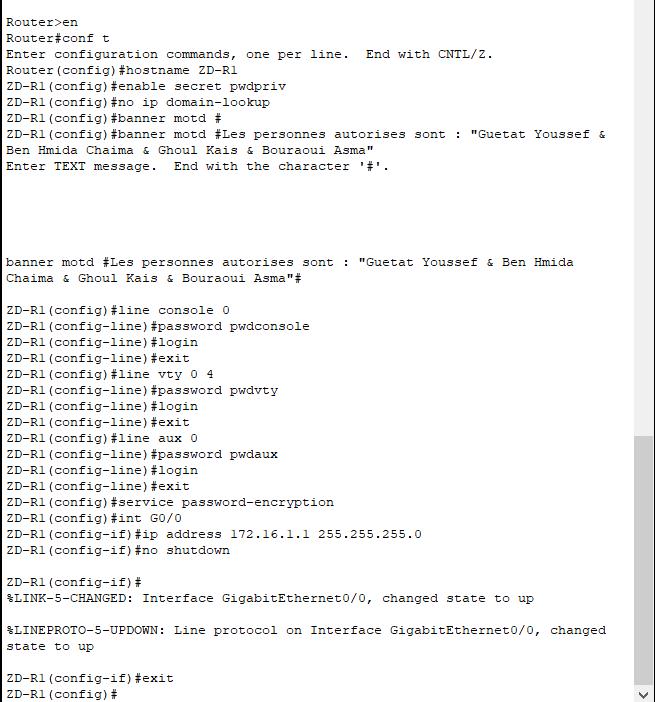 Router>en
Router#conf t
Enter configuration commands, one per line.  End with CNTL/Z.
Router(config)#hostname ZD-R1
ZD-R1(config)#enable secret pwdpriv
ZD-R1(config)#no ip domain-lookup
ZD-R1(config)#banner motd #
ZD-R1(config)#banner motd #Les personnes autorises sont : "Guetat Youssef &
Ben Hmida Chaima & Ghoul Kais & Bouraoui Asma"
Enter TEXT message.  End with the character '#'.
banner motd #Les personnes autorises sont : "Guetat Youssef & Ben Hmida
Chaima & Ghoul Kais & Bouraoui Asma"#
ZD-R1(config)#line console 0
ZD-R1(config-line)#password pwdconsole
ZD-R1(config-line)#login
ZD-R1(config-line)#exit
ZD-R1(config)#line vty 0 4
ZD-R1(config-line)#password pwdvty
ZD-R1(config-line)#login
ZD-R1(config-line)#exit
ZD-R1(config)#line aux 0
ZD-R1(config-line)#password pwdaux
ZD-R1(config-line)#login
ZD-R1(config-line)#exit
ZD-R1(config)#service password-encryption
ZD-R1(config)#int G0/0
ZD-R1(config-if)#ip address 172.16.1.1 255.255.255.0
ZD-R1(config-if)#no shutdown
ZD-R1(config-if)#
%LINK-5-CHANGED: Interface GigabitEthernet0/0, changed state to up
%LINEPROTO-5-UPDOWN: Line protocol on Interface GigabitEthernet0/0, changed
state to up
ZD-R1(config-if)#exit
ZD-R1(config)#